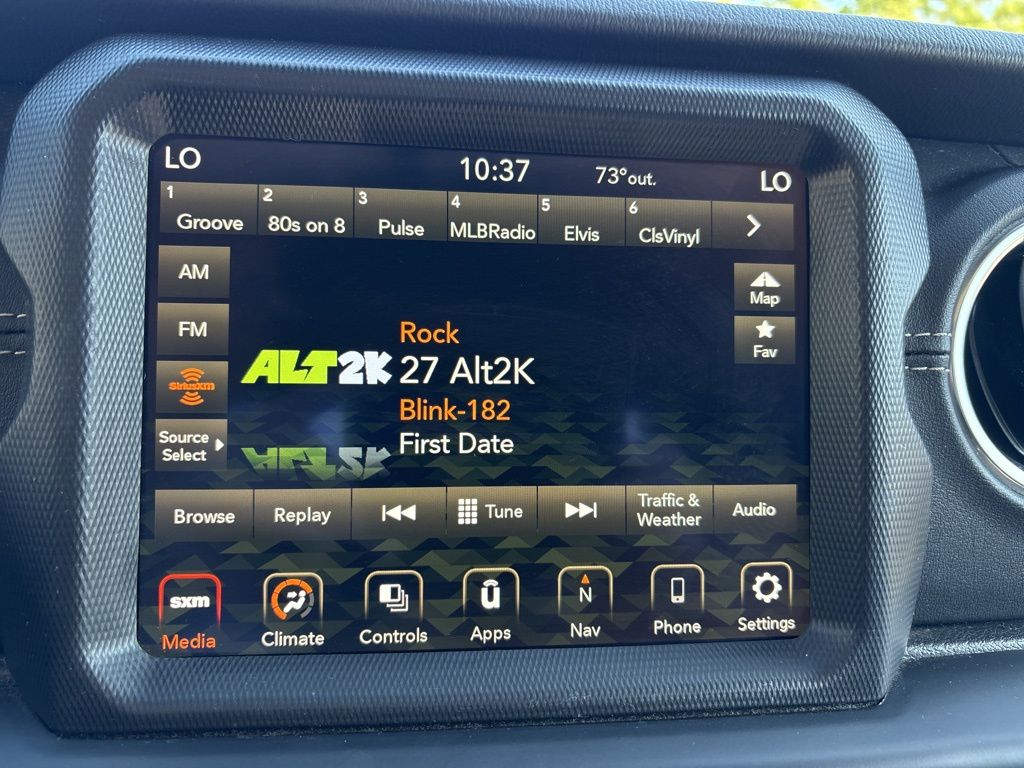 LO 10:37 73°out. LO
1 Groove 2 80s on 8 3 Pulse 4 MLBRadio 5 Elvis 6 ClsVinyl
AM
Map
FM
Fav
SiriusXM
Source
Select
ALT2K
Rock
27 Alt2K
Blink-182
First Date
Browse Replay Tune Traffic & Weather Audio
sxm N
Media Climate Controls Apps Nav Phone Settings